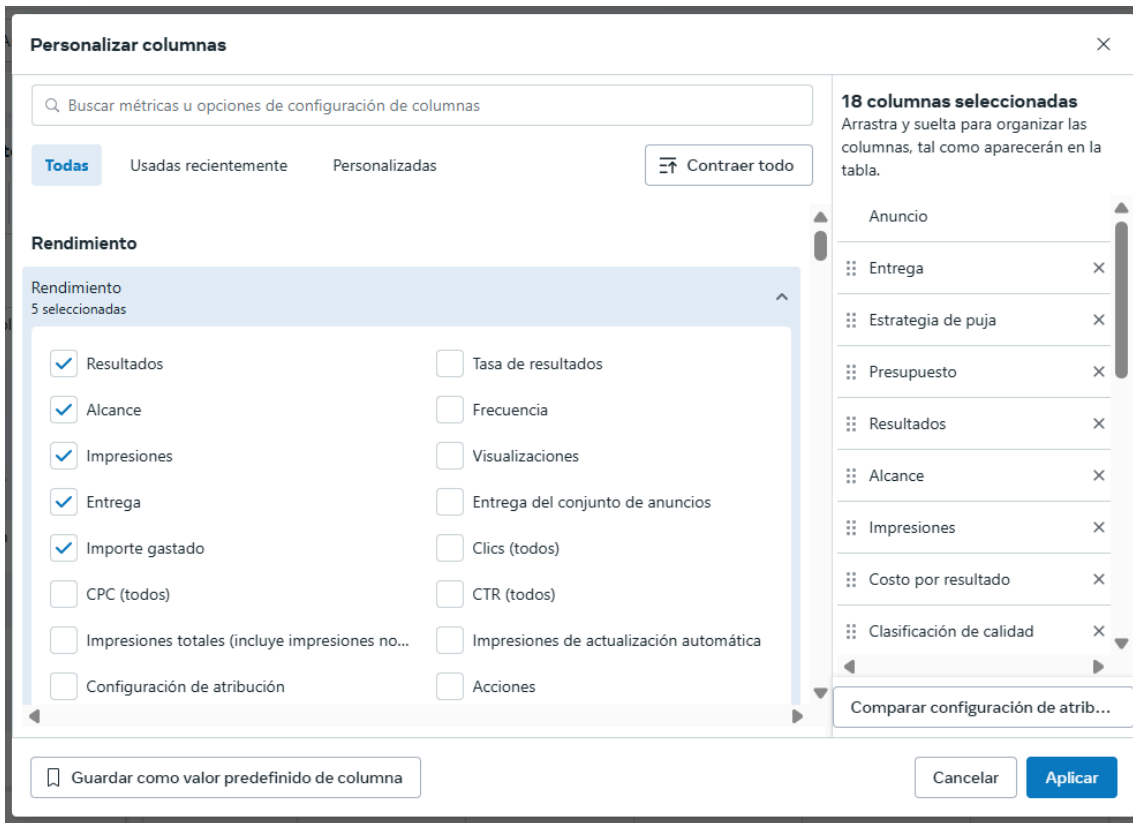 Personalizar columnas
Buscar métricas u opciones de configuración de columnas
Todas
Usadas recientemente
Personalizadas
Contraer todo
Rendimiento
Rendimiento
5 seleccionadas
Resultados
Tasa de resultados
Alcance
Frecuencia
Impresiones
Visualizaciones
Entrega
Entrega del conjunto de anuncios
Importe gastado
Clics (todos)
CPC (todos)
CTR (todos)
Impresiones totales (incluye impresiones no...
Impresiones de actualización automática
Configuración de atribución
Acciones
18 columnas seleccionadas
Arrastra y suelta para organizar las
columnas, tal como aparecerán en la
tabla.
Anuncio
Entrega
Estrategia de puja
Presupuesto
Resultados
Alcance
Impresiones
Costo por resultado
Clasificación de calidad
Comparar configuración de atrib...
Guardar como valor predefinido de columna
Cancelar
Aplicar